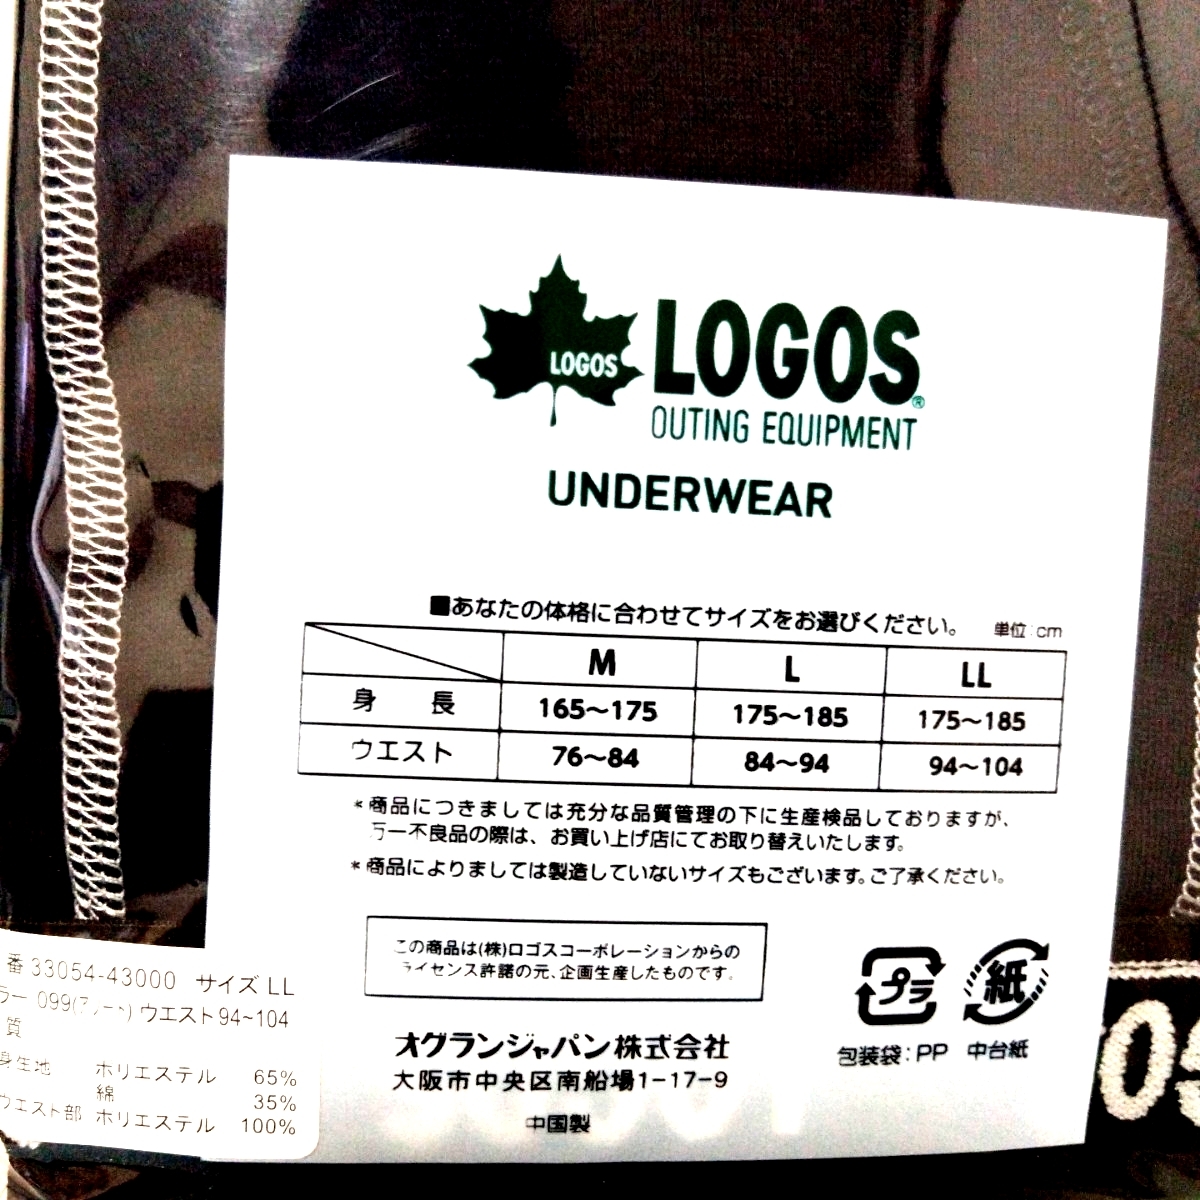 LOGOS
LOGOS®
OUTING EQUIPMENT
UNDERWEAR
■あなたの体格に合わせてサイズをお選びください。 単位:cm
M L LL
身長 165〜175 175〜185 175〜185
ウエスト 76〜84 84〜94 94〜104
*商品につきましては充分な品質管理の下に生産検品しておりますが、
万一不良品の際は、お買い上げ店にてお取り替えいたします。
*商品によりましては製造していないサイズもございます。ご了承ください。
この商品は(株)ロゴスコーポレーションからの
ライセンス許諾の元、企画生産したものです。
オグランジャパン株式会社
大阪市中央区南船場1-17-9
中国製
プラ
紙
包装袋:PP 中台紙
番 33054-43000 サイズ LL
ラー 099 ウエスト94~104
質
身生地 ポリエステル 65%
綿 35%
ウエスト部 ポリエステル 100%